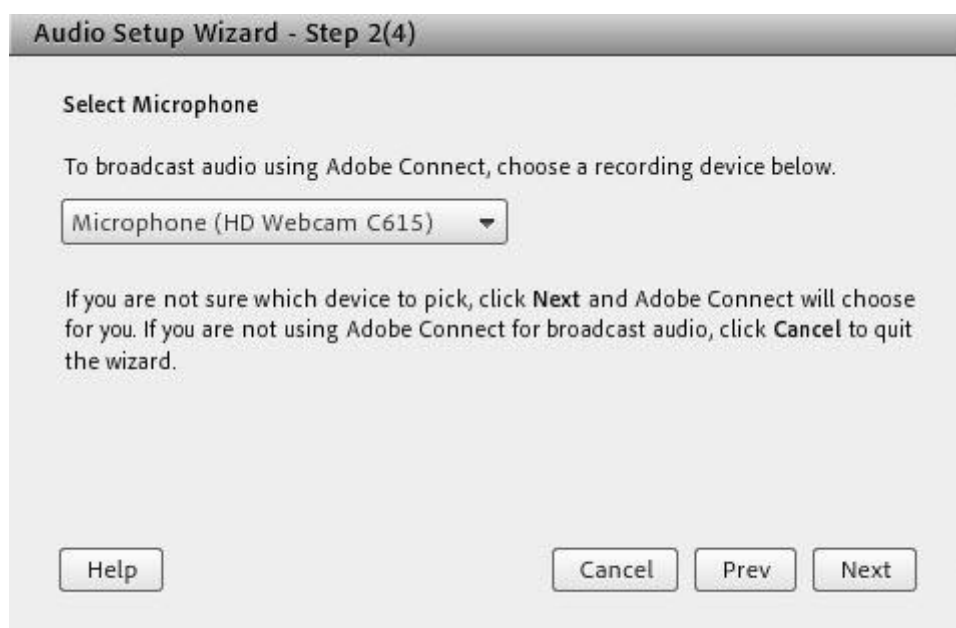 Audio Setup Wizard - Step 2(4)
Select Microphone
To broadcast audio using Adobe Connect, choose a recording device below.
Microphone (HD Webcam C615)
If you are not sure which device to pick, click Next and Adobe Connect will choose
for you. If you are not using Adobe Connect for broadcast audio, click Cancel to quit
the wizard.
Help Cancel Prev Next